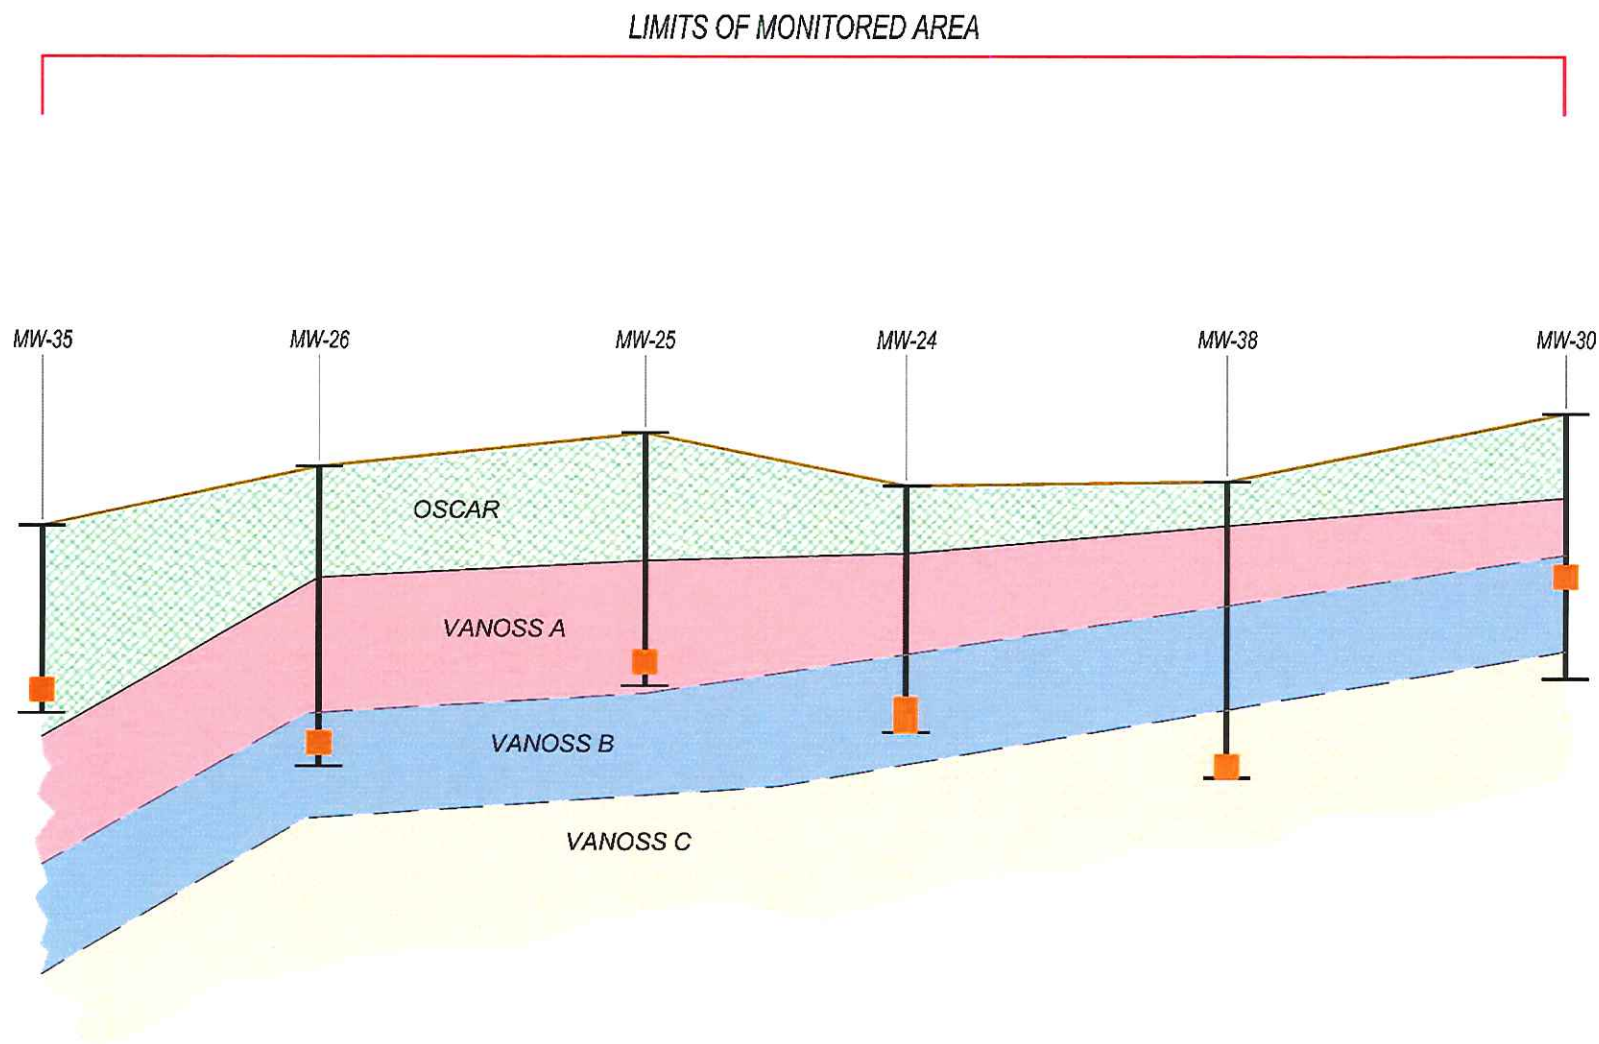 LIMITS OF MONITORED AREA
MW-35 MW-26 MW-25 MW-24 MW-38 MW-30
OSCAR
VANOSS A
VANOSS B
VANOSS C